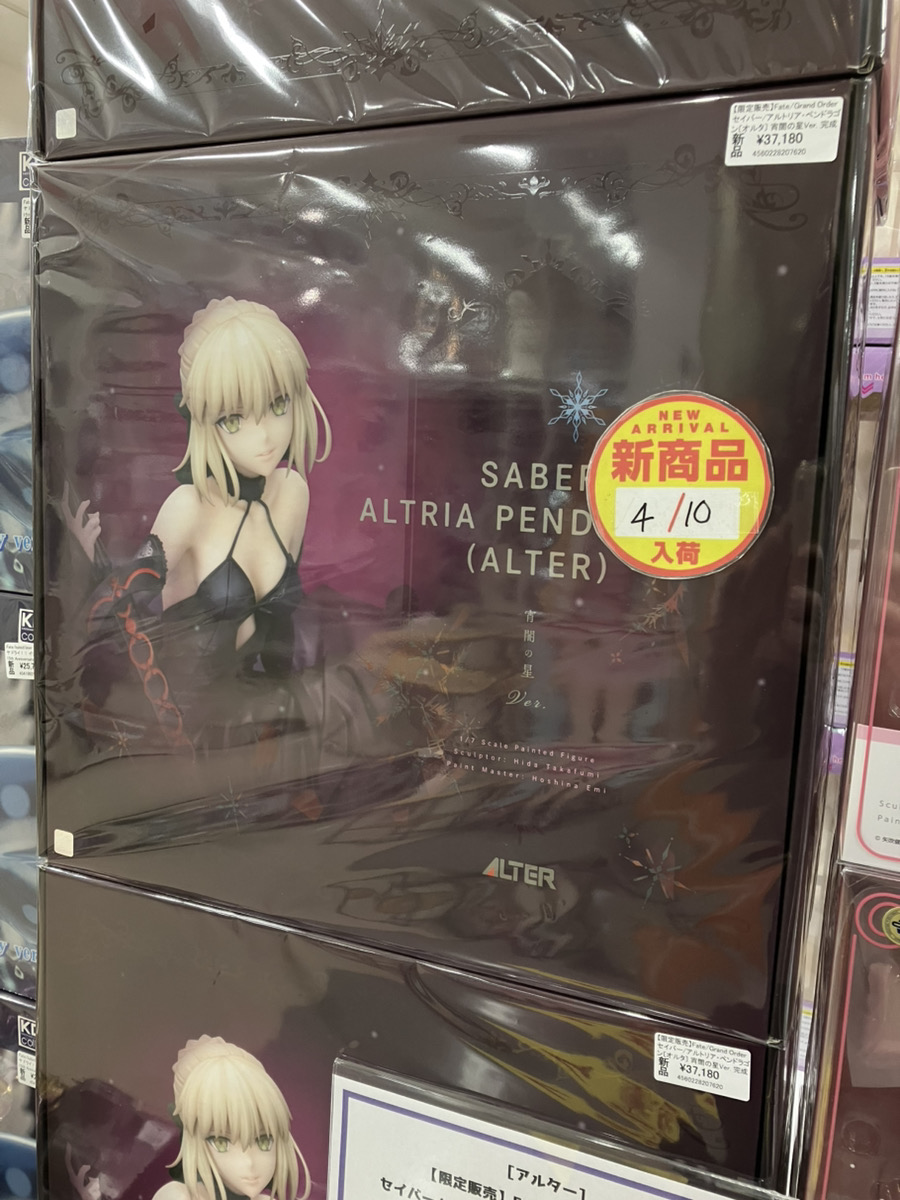 【限定販売】Fate/Grand Order
セイバー/アルトリア・ペンドラゴ
ン[オルタ] 宵闇の星Ver. 完成
新品 ¥37,180
4560228207620
NEW
ARRIVAL
新商品
4/10
入荷
SABER
ALTRIA PEND
(ALTER)
宵闇の星
Ver.
1/7 Scale Painted Figure
Sculptor: Hida Takafumi
Paint Master: Hoshina Emi
ALTER
【限定販売】Fate/Grand Order
セイバー/アルトリア・ペンドラゴ
ン[オルタ] 宵闇の星Ver. 完成
新品 ¥37,180
4560228207620
[アルター]
【限定販売】
セイバー